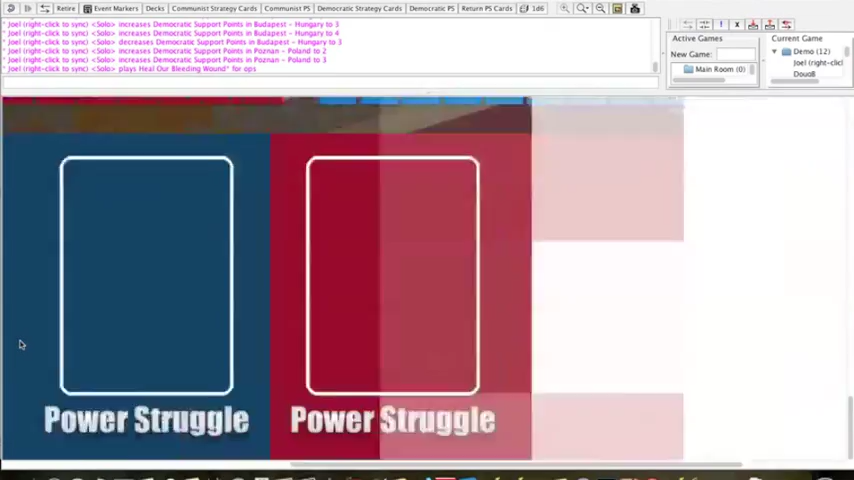 Retire Event Markers Decks Communist Strategy Cards Communist PS Democratic Strategy Cards Democratic PS Return PS Cards 1d6
* Joel (right-click to sync) <Solo> increases Democratic Support Points in Budapest - Hungary to 3
* Joel (right-click to sync) <Solo> increases Democratic Support Points in Budapest - Hungary to 4
* Joel (right-click to sync) <Solo> decreases Democratic Support Points in Budapest - Hungary to 3
* Joel (right-click to sync) <Solo> increases Democratic Support Points in Poznan - Poland to 2
* Joel (right-click to sync) <Solo> increases Democratic Support Points in Poznan - Poland to 3
* Joel (right-click to sync) <Solo> plays Heal Our Bleeding Wound* for ops
Active Games
New Game:
Main Room (0)
Current Game
Demo (12)
Joel (right-clic
DougB
Power Struggle
Power Struggle